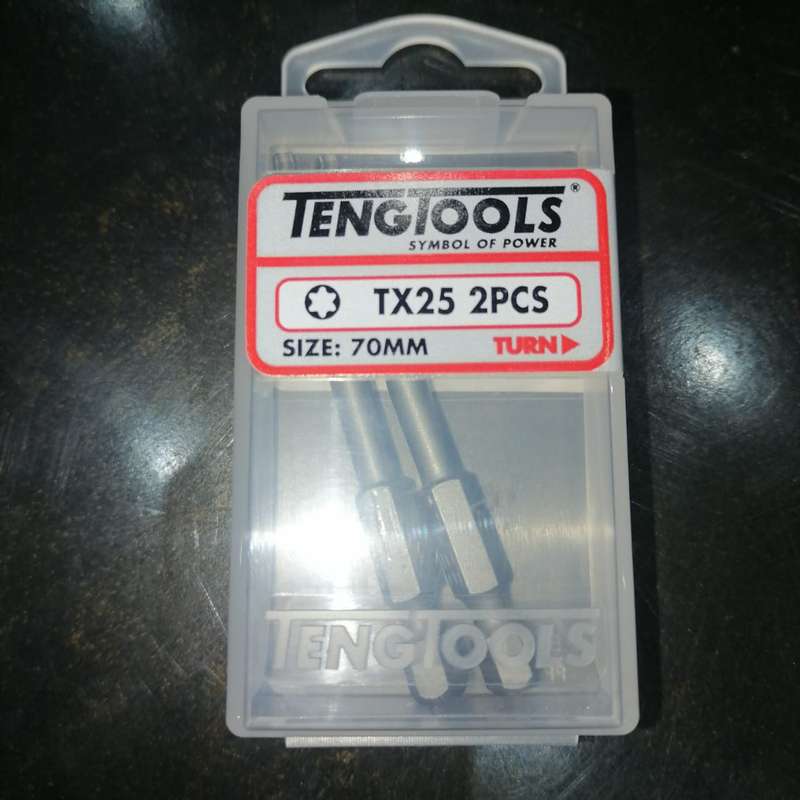 TENGTOOLS®
SYMBOL OF POWER
TX25 2PCS
SIZE: 70MM TURN
TENGTOOLS